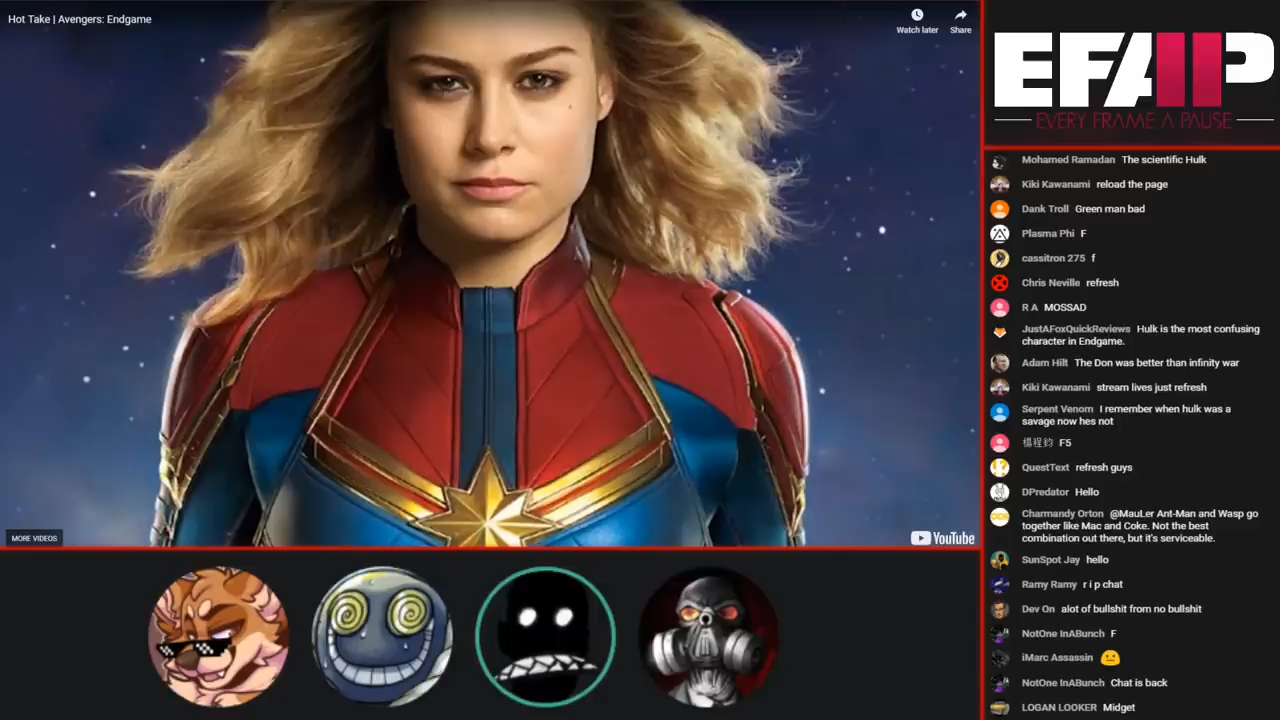 Hot Take | Avengers: Endgame
Watch later
Share
MORE VIDEOS
YouTube
EFAP
EVERY FRAME A PAUSE
Mohamed Ramadan The scientific Hulk
Kiki Kawanami reload the page
Dank Troll Green man bad
Plasma Phi F
cassitron 275 f
Chris Neville refresh
R A MOSSAD
JustAFoxQuickReviews Hulk is the most confusing
character in Endgame.
Adam Hilt The Don was better than infinity war
Kiki Kawanami stream lives just refresh
Serpent Venom I remember when hulk was a
savage now hes not
楊程鈞 F5
QuestText refresh guys
DPredator Hello
Charmandy Orton @MauLer Ant-Man and Wasp go
together like Mac and Coke. Not the best
combination out there, but it's serviceable.
SunSpot Jay hello
Ramy Ramy r i p chat
Dev On alot of bullshit from no bullshit
NotOne InABunch F
iMarc Assassin
NotOne InABunch Chat is back
LOGAN LOOKER Midget